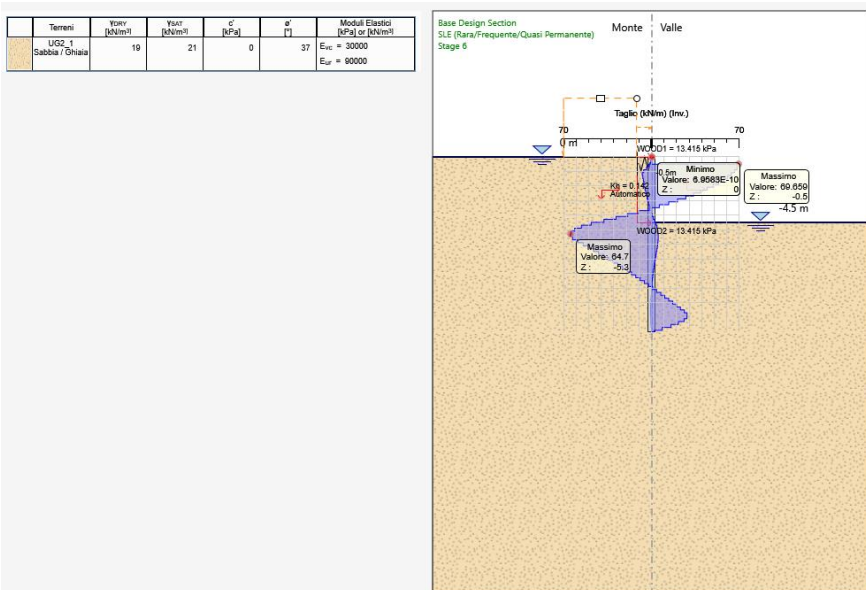 Terreni
γDRY
[kN/m³]
γSAT
[kN/m³]
c'
[kPa]
ø'
[°]
Moduli Elastici
[kPa] or [kN/m³]
UG2_1
Sabbia / Ghiaia
19
21
0
37
Evc = 30000
Eur = 90000
Base Design Section
SLE (Rara/Frequente/Quasi Permanente)
Stage 6
Monte
Valle
Taglio (kN/m) (Inv.)
70
70
0 m
WOOD1 = 13.415 kPa
-0.5m
Minimo
Valore: 6.9583E-10
Z : 0
Massimo
Valore: 69.659
Z : -0.5
Kh = 0.142
Automatico
-4.5 m
WOOD2 = 13.415 kPa
Massimo
Valore: 64.7
Z : -5.3